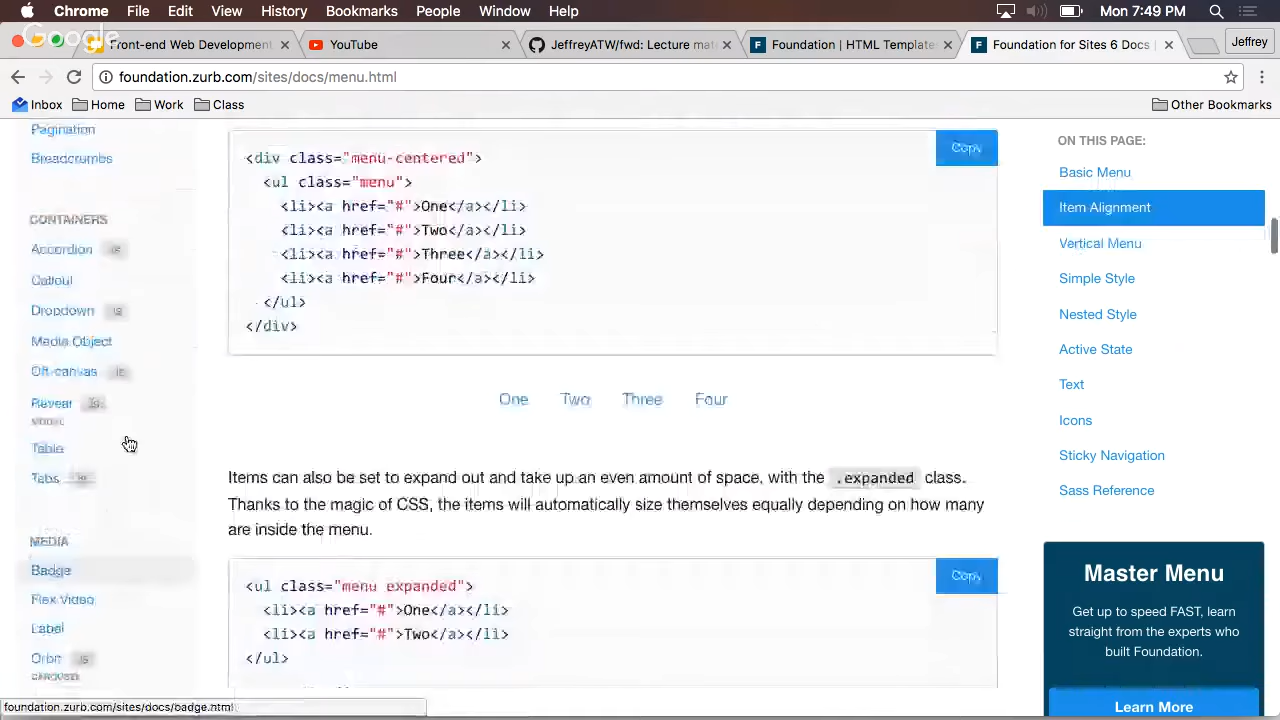 Chrome File Edit View History Bookmarks People Window Help Mon 7:49 PM
Google
Front-end Web Development
YouTube
JeffreyATW/fwd: Lecture mat
Foundation | HTML Template
Foundation for Sites 6 Docs |
Jeffrey
foundation.zurb.com/sites/docs/menu.html
Inbox Home Work Class Other Bookmarks
Pagination
Breadcrumbs
CONTAINERS
Accordion JS
Callout
Dropdown JS
Media Object
Off-canvas JS
Reveal JS
Table
Tabs JS
MEDIA
Badge
Flex Video
Label
Orbit JS
<div class="menu-centered">
<ul class="menu">
<li><a href="#">One</a></li>
<li><a href="#">Two</a></li>
<li><a href="#">Three</a></li>
<li><a href="#">Four</a></li>
</ul>
</div>
Copy
One Two Three Four
Items can also be set to expand out and take up an even amount of space, with the .expanded class.
Thanks to the magic of CSS, the items will automatically size themselves equally depending on how many
are inside the menu.
<ul class="menu expanded">
<li><a href="#">One</a></li>
<li><a href="#">Two</a></li>
</ul>
Copy
ON THIS PAGE:
Basic Menu
Item Alignment
Vertical Menu
Simple Style
Nested Style
Active State
Text
Icons
Sticky Navigation
Sass Reference
Master Menu
Get up to speed FAST, learn
straight from the experts who
built Foundation.
Learn More
foundation.zurb.com/sites/docs/badge.html